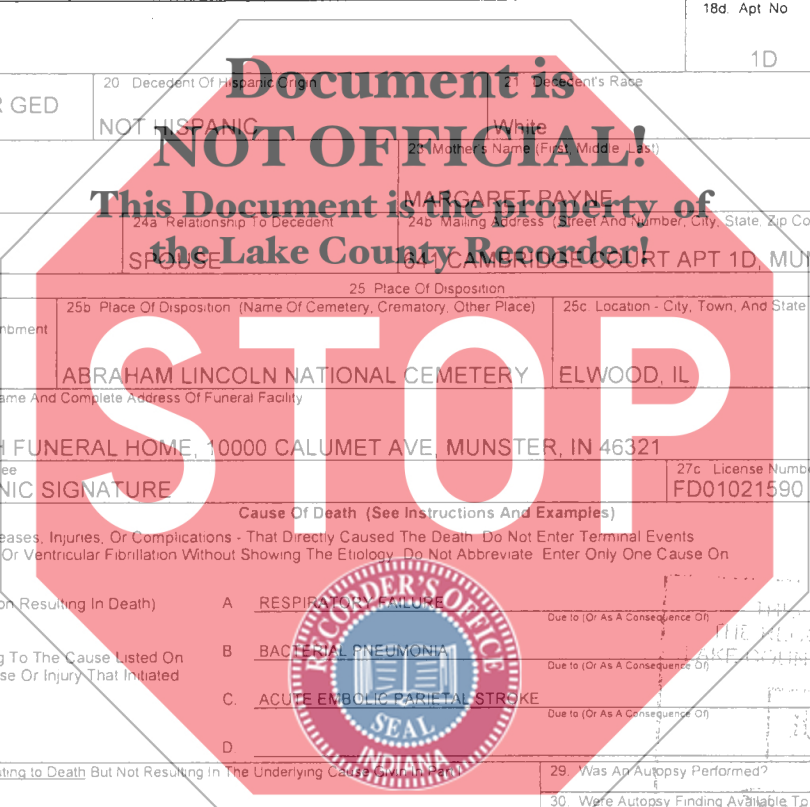 18d. Apt No
1D
20 Decedent Of Hispanic Origin
21 Decedent's Race
R GED
NOT HISPANIC
White
Document is
NOT OFFICIAL!
This Document is the property of
the Lake County Recorder!
23 Mother's Name (First, Middle, Last)
MARGARET PAYNE
24a Relationship To Decedent
24b Mailing Address (Street And Number, City, State, Zip Co
SPOUSE
CAMBRIDGE COURT APT 1D, MUN
25 Place Of Disposition
25b Place Of Disposition (Name Of Cemetery, Crematory, Other Place)
25c Location - City, Town, And State
mbment
ABRAHAM LINCOLN NATIONAL CEMETERY
ELWOOD, IL
STOP
ame And Complete Address Of Funeral Facility
H FUNERAL HOME, 10000 CALUMET AVE, MUNSTER, IN 46321
ee
27c License Numbe
NIC SIGNATURE
FD01021590
Cause Of Death (See Instructions And Examples)
eases, Injuries, Or Complications - That Directly Caused The Death Do Not Enter Terminal Events
Or Ventricular Fibrillation Without Showing The Etiology Do Not Abbreviate Enter Only One Cause On
on Resulting In Death)
A RESPIRATORY FAILURE
Due to (Or As A Consequence Of)
B BACTERIAL PNEUMONIA
Due to (Or As A Consequence Of)
g To The Cause Listed On
se Or Injury That Initiated
C. ACUTE EMBOLIC PARIETAL STROKE
Due to (Or As A Consequence Of)
D.
RECORDER'S OFFICE
SEAL
INDIANA
ting to Death But Not Resulting In The Underlying Cause Given In Part I
29. Was An Autopsy Performed?
30. Were Autopsy Finding Available To